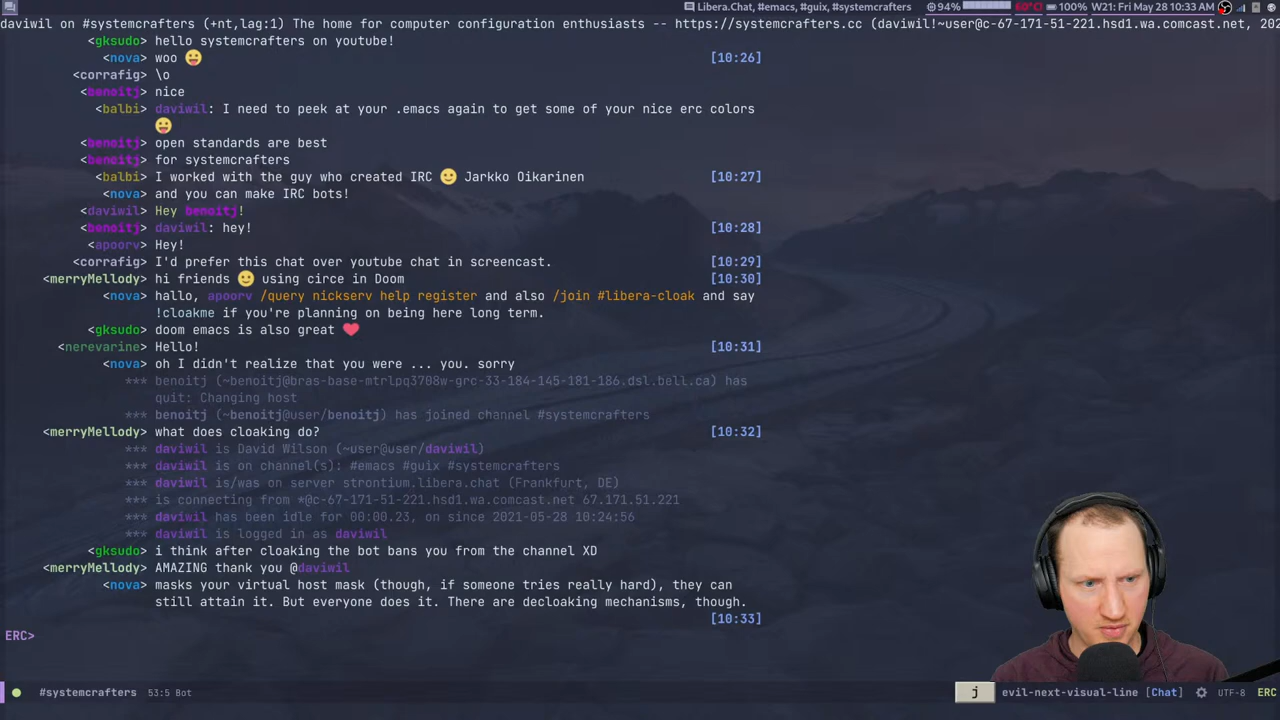 Libera.Chat, #emacs, #guix, #systemcrafters 94% 60°C 100% W21: Fri May 28 10:33 AM
daviwil on #systemcrafters (+nt,lag:1) The home for computer configuration enthusiasts -- https://systemcrafters.cc (daviwil!~user@c-67-171-51-221.hsd1.wa.comcast.net, 202
<gksudo> hello systemcrafters on youtube!
<nova> woo 😛 [10:26]
<corrafig> \o
<benoitj> nice
<balbi> daviwil: I need to peek at your .emacs again to get some of your nice erc colors
😛
<benoitj> open standards are best
<benoitj> for systemcrafters
<balbi> I worked with the guy who created IRC 🙂 Jarkko Oikarinen [10:27]
<nova> and you can make IRC bots!
<daviwil> Hey benoitj!
<benoitj> daviwil: hey! [10:28]
<apoorv> Hey!
<corrafig> I'd prefer this chat over youtube chat in screencast. [10:29]
<merryMellody> hi friends 🙂 using circe in Doom [10:30]
<nova> hallo, apoorv /query nickserv help register and also /join #libera-cloak and say
!cloakme if you're planning on being here long term.
<gksudo> doom emacs is also great ❤
<nerevarine> Hello! [10:31]
<nova> oh I didn't realize that you were ... you. sorry
*** benoitj (~benoitj@bras-base-mtrlpq3708w-grc-33-184-145-181-186.dsl.bell.ca) has
quit: Changing host
*** benoitj (~benoitj@user/benoitj) has joined channel #systemcrafters
<merryMellody> what does cloaking do? [10:32]
*** daviwil is David Wilson (~user@user/daviwil)
*** daviwil is on channel(s): #emacs #guix #systemcrafters
*** daviwil is/was on server strontium.libera.chat (Frankfurt, DE)
*** is connecting from *@c-67-171-51-221.hsd1.wa.comcast.net 67.171.51.221
*** daviwil has been idle for 00:00.23, on since 2021-05-28 10:24:56
*** daviwil is logged in as daviwil
<gksudo> i think after cloaking the bot bans you from the channel XD
<merryMellody> AMAZING thank you @daviwil
<nova> masks your virtual host mask (though, if someone tries really hard), they can
still attain it. But everyone does it. There are decloaking mechanisms, though.
[10:33]
ERC>
#systemcrafters 53:5 Bot j evil-next-visual-line [Chat] UTF-8 ERC